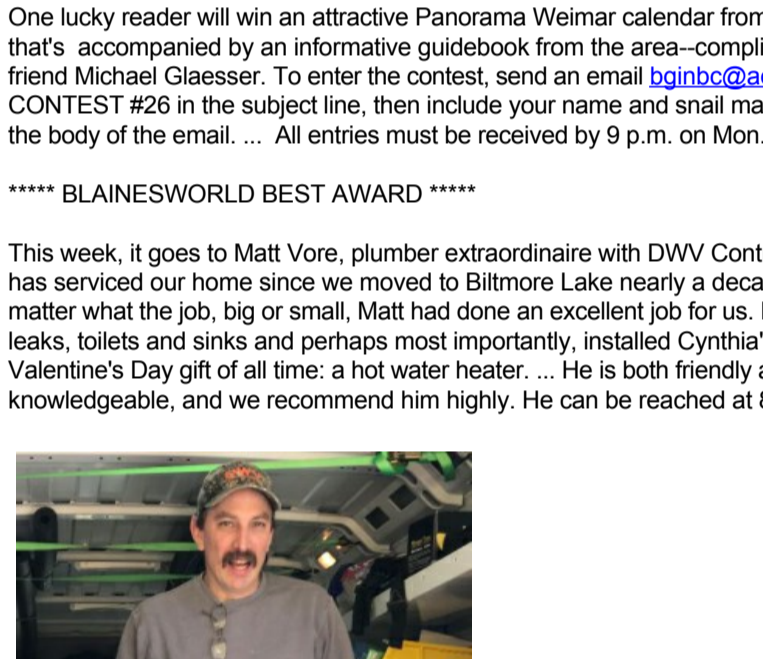 One lucky reader will win an attractive Panorama Weimar calendar from
that's  accompanied by an informative guidebook from the area--compli
friend Michael Glaesser. To enter the contest, send an email bginbc@a
CONTEST #26 in the subject line, then include your name and snail ma
the body of the email. ...  All entries must be received by 9 p.m. on Mon.
***** BLAINESWORLD BEST AWARD *****
This week, it goes to Matt Vore, plumber extraordinaire with DWV Cont
has serviced our home since we moved to Biltmore Lake nearly a deca
matter what the job, big or small, Matt had done an excellent job for us.
leaks, toilets and sinks and perhaps most importantly, installed Cynthia'
Valentine's Day gift of all time: a hot water heater. ... He is both friendly
knowledgeable, and we recommend him highly. He can be reached at